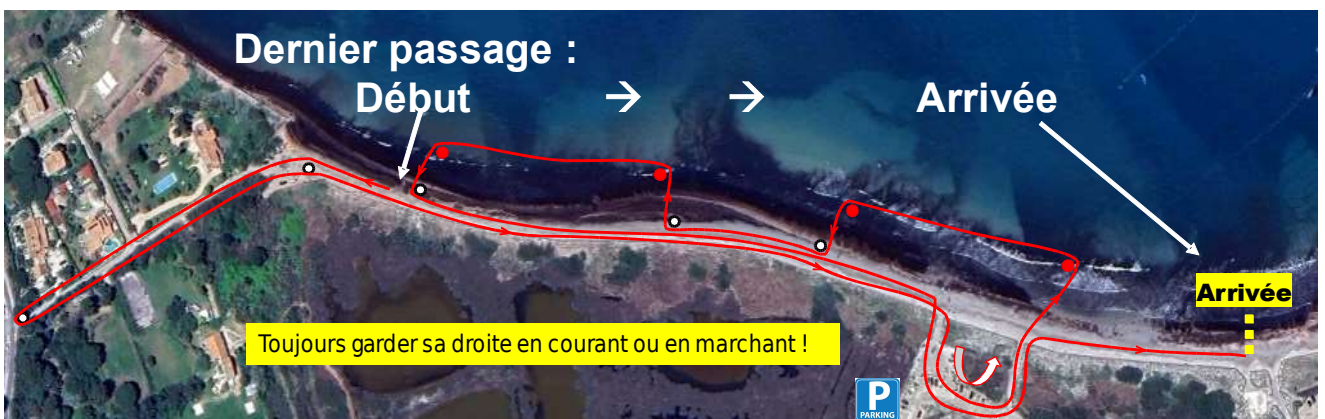 Dernier passage :
Début → → Arrivée
Arrivée
Toujours garder sa droite en courant ou en marchant !
P
PARKING